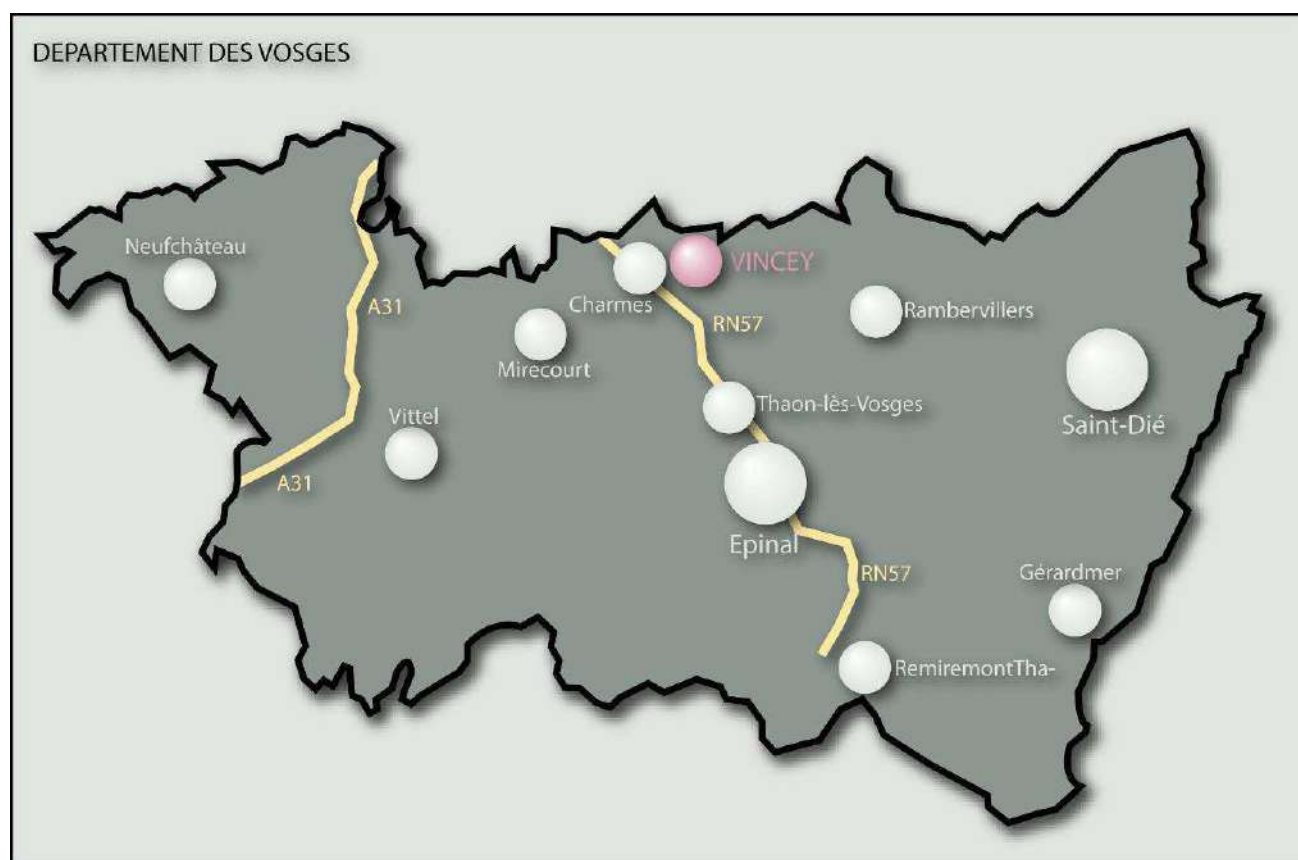 DEPARTEMENT DES VOSGES
Neufchâteau
VINCEY
A31
Charmes
Rambervillers
RN57
Mirecourt
Thaon-lès-Vosges
Vittel
Saint-Dié
A31
Epinal
RN57
Gérardmer
RemiremontTha-